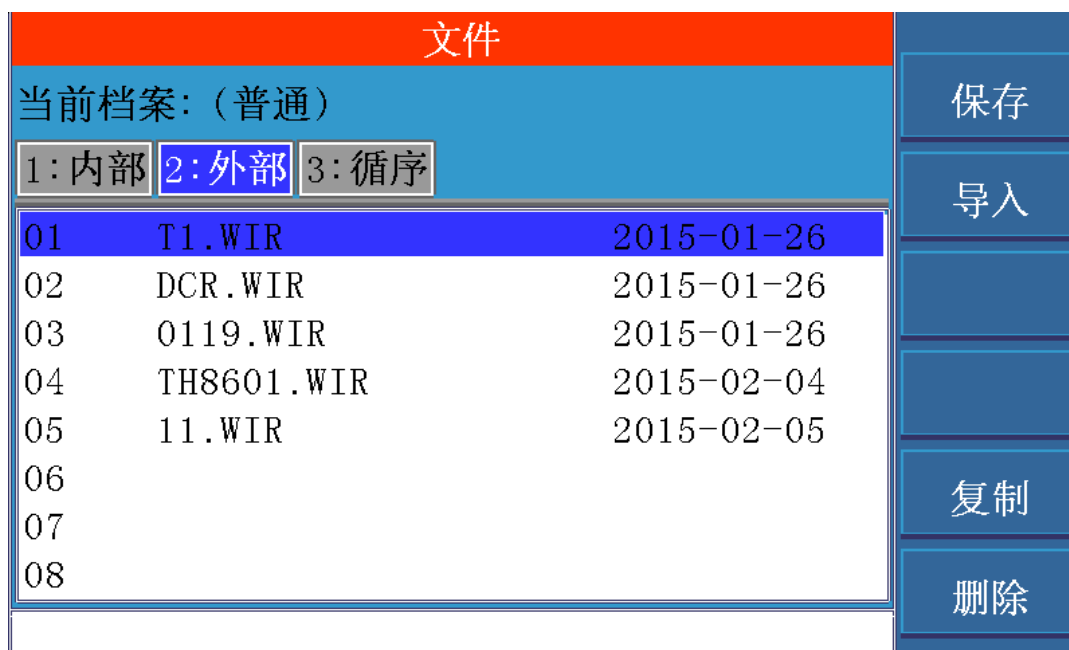 文件
当前档案:（普通）
1:内部 2:外部 3:循序
01 T1.WIR 2015-01-26
02 DCR.WIR 2015-01-26
03 0119.WIR 2015-01-26
04 TH8601.WIR 2015-02-04
05 11.WIR 2015-02-05
06
07
08
保存
导入
复制
删除